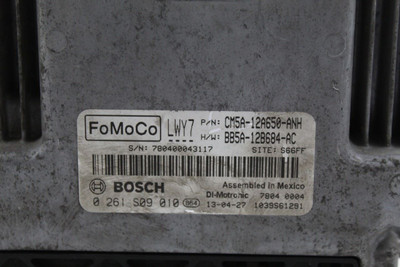 FoMoCo LWY7 P/N: CM5A-12A650-ANH
H/W: BB5A-12B684-AC
S/N: 780400043117 SITE: S66FF
BOSCH Assembled in Mexico
Di-Motronic 7804 0004
0 261 S09 010 13-04-27 1039S61291